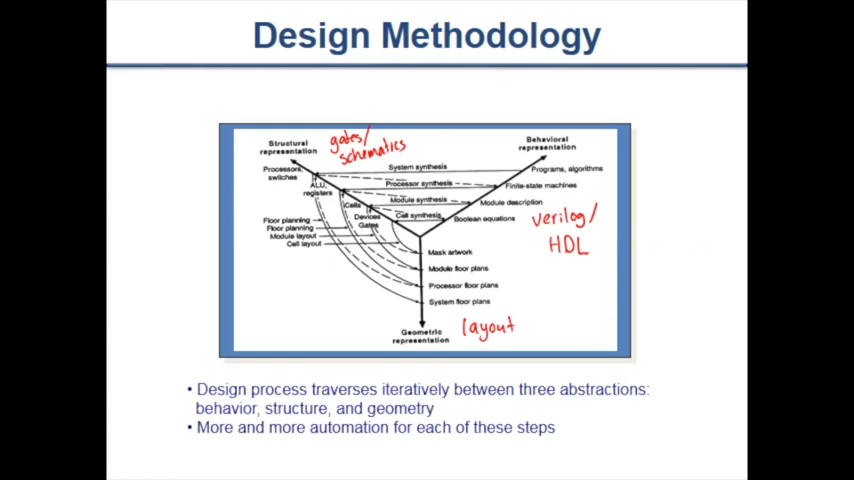 Design Methodology
Structural
representation
gates/
schematics
Behavioral
representation
Processors,
switches
System synthesis
Programs, algorithms
ALU,
registers
Processor synthesis
Finite-state machines
Cells
Module synthesis
Module description
Devices
Gates
Cell synthesis
Boolean equations
verilog/
HDL
Floor planning
Floor planning
Module layout
Cell layout
Mask artwork
Module floor plans
Processor floor plans
System floor plans
Geometric
representation
layout
• Design process traverses iteratively between three abstractions:
behavior, structure, and geometry
• More and more automation for each of these steps